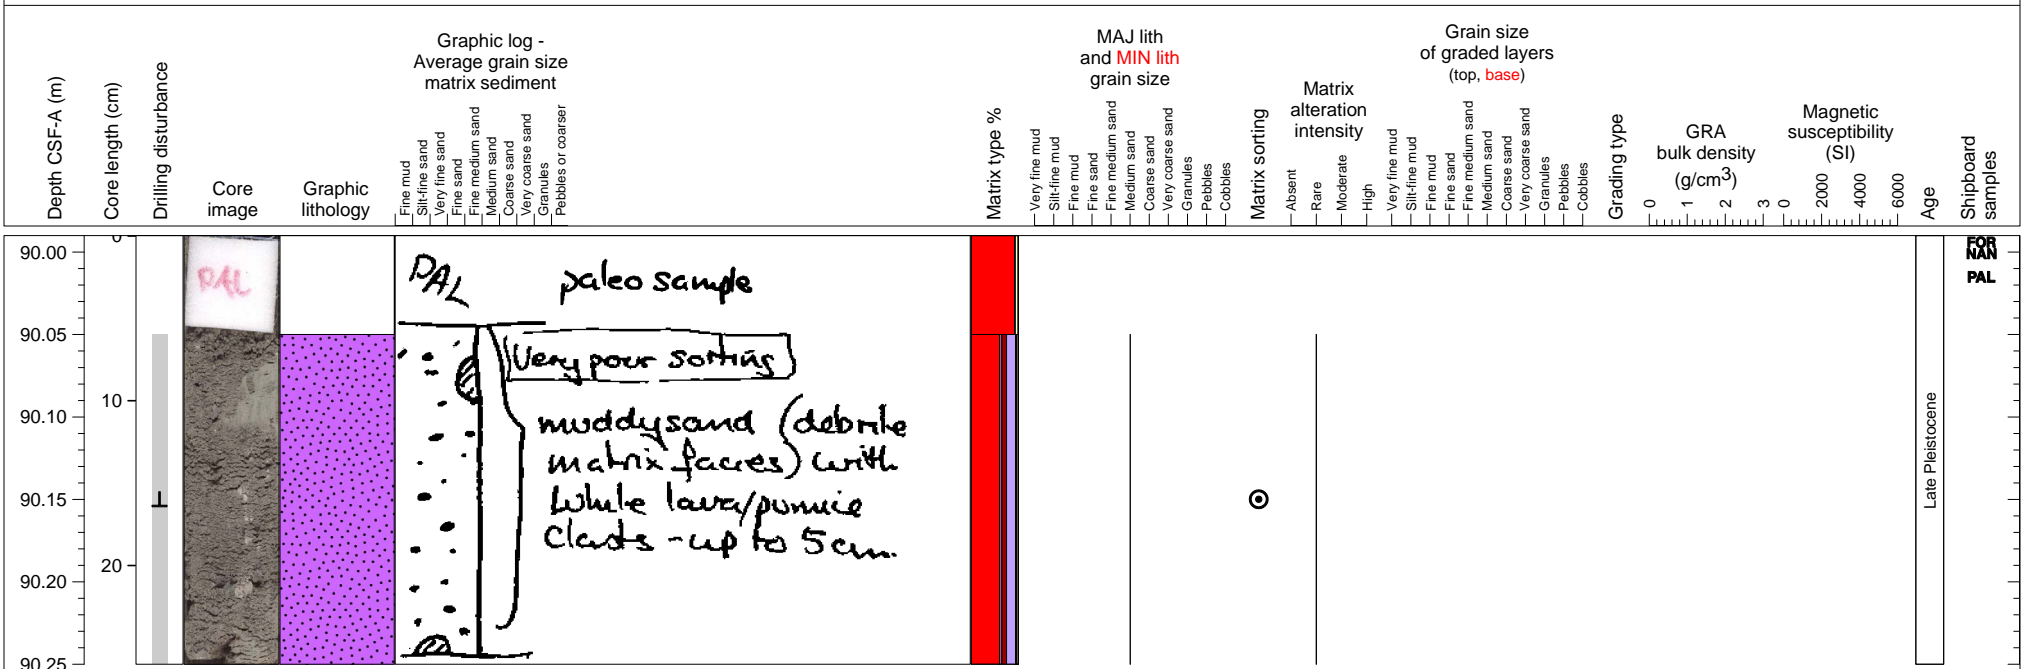 Depth CSF-A (m)
Core length (cm)
Drilling disturbance
Core
image
Graphic
lithology
Graphic log -
Average grain size
matrix sediment
Fine mud
Silt-fine sand
Very fine sand
Fine sand
Fine medium sand
Medium sand
Coarse sand
Very coarse sand
Granules
Pebbles or coarser
Matrix type %
MAJ lith
and MIN lith
grain size
Very fine mud
Silt-fine mud
Fine mud
Fine sand
Fine medium sand
Medium sand
Coarse sand
Very coarse sand
Granules
Pebbles
Cobbles
Matrix sorting
Matrix
alteration
intensity
Absent
Rare
Moderate
High
Grain size
of graded layers
(top, base)
Very fine mud
Silt-fine mud
Fine mud
Fine sand
Fine medium sand
Medium sand
Coarse sand
Very coarse sand
Granules
Pebbles
Cobbles
Grading type
GRA
bulk density
(g/cm3)
0 1 2 3
Magnetic
susceptibility
(SI)
0 2000 4000 6000
Age
Shipboard
samples
90.00
90.05
90.10
90.15
90.20
90.25
0
10
20
PAL
PAL paleo sample
Very pour sorting
muddy sand (debrite
matrix facies) with
white lava/pumice
clasts - up to 5 cm.
Late Pleistocene
FOR
NAN
PAL